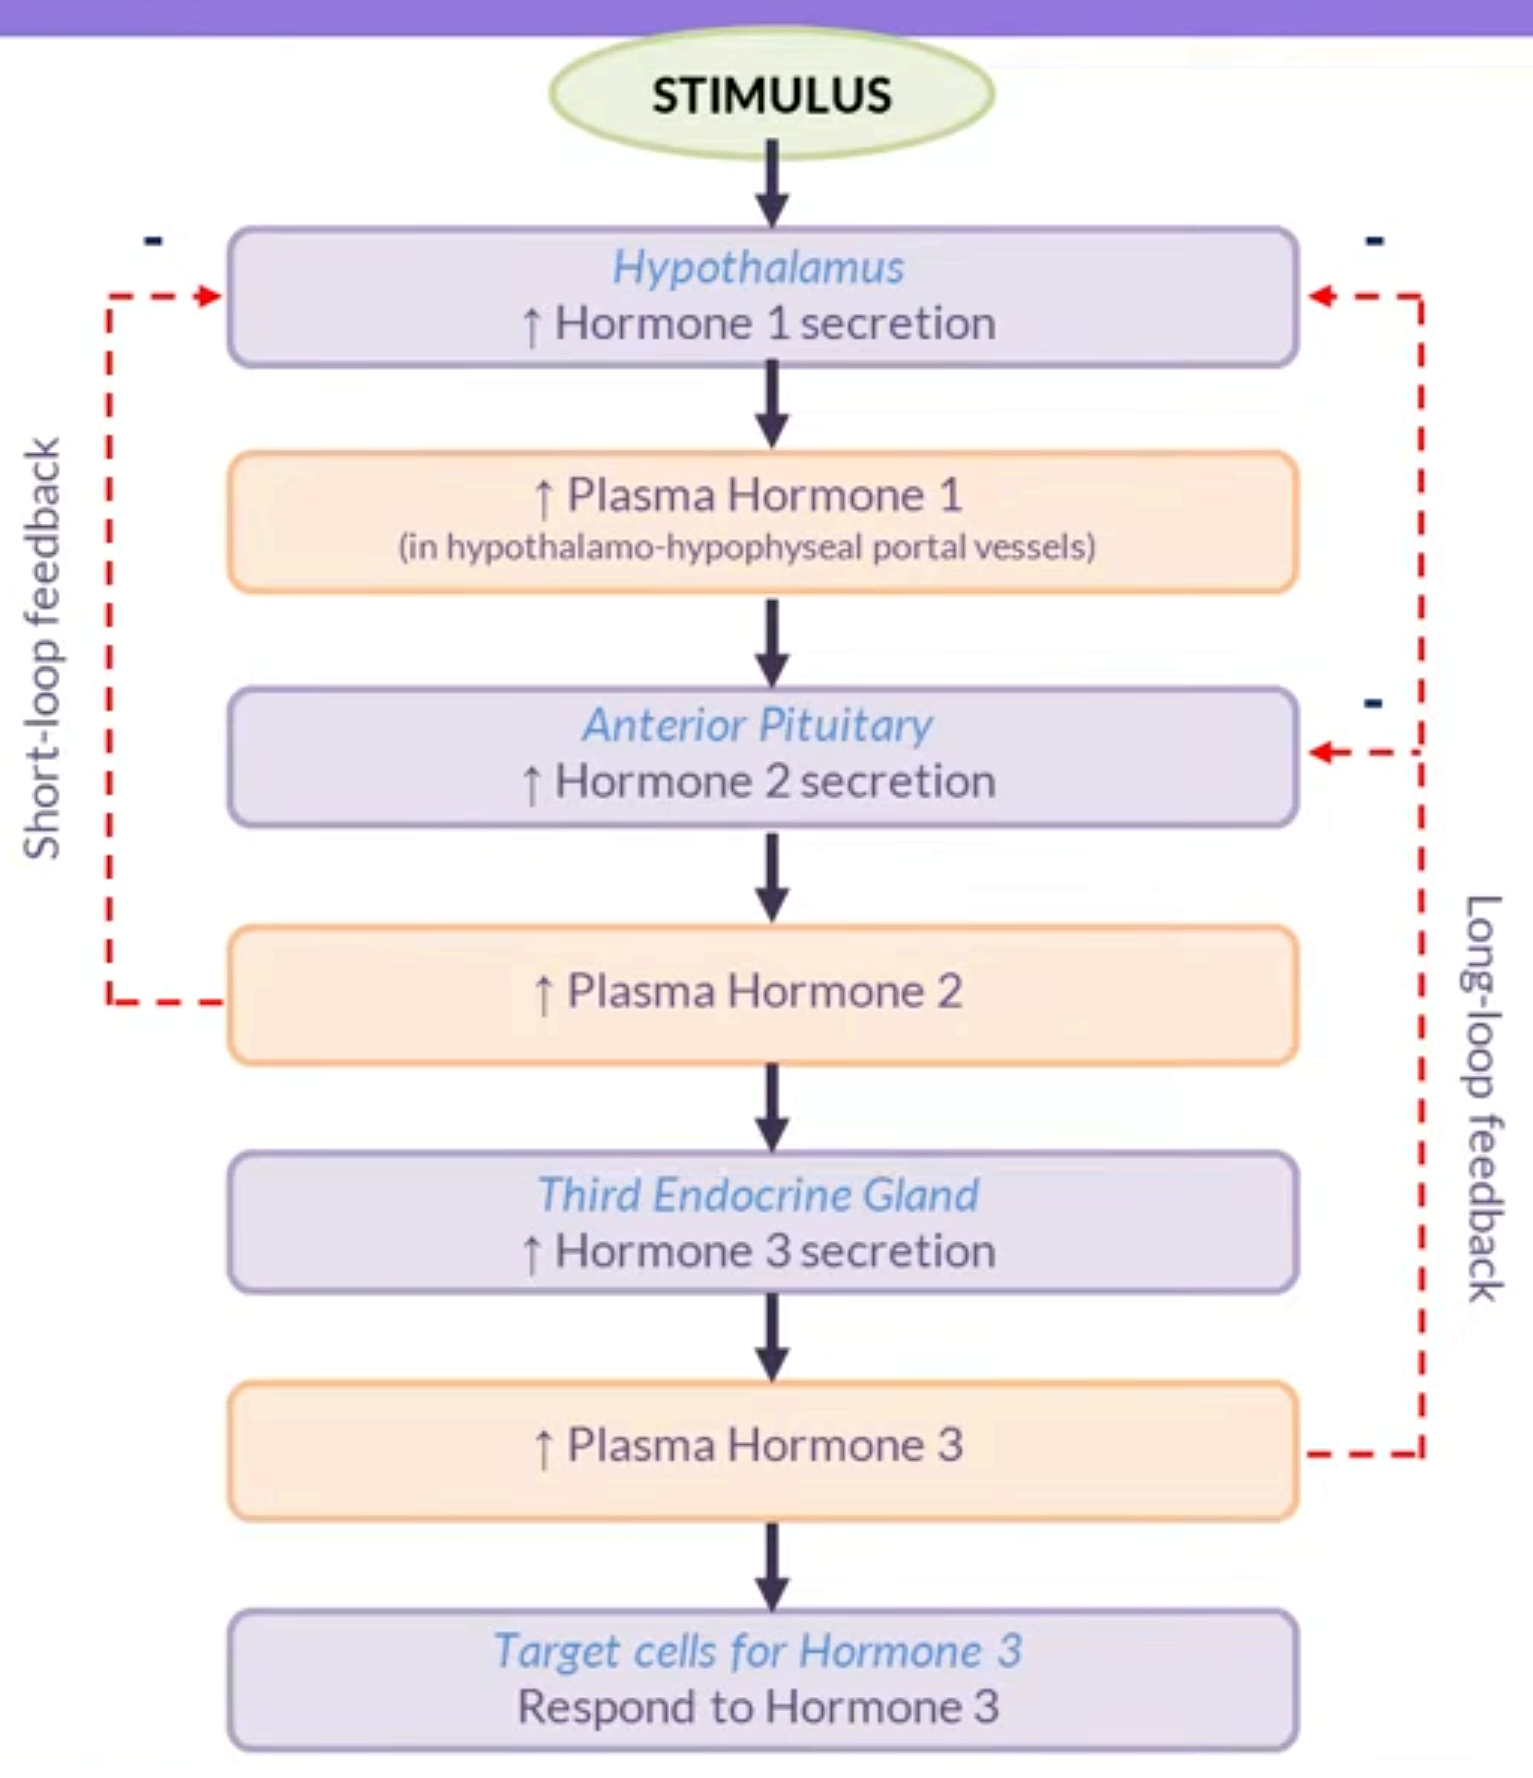 STIMULUS
-
-
Hypothalamus
↑ Hormone 1 secretion
↑ Plasma Hormone 1
(in hypothalamo-hypophyseal portal vessels)
Short-loop feedback
-
Anterior Pituitary
↑ Hormone 2 secretion
↑ Plasma Hormone 2
Long-loop feedback
Third Endocrine Gland
↑ Hormone 3 secretion
↑ Plasma Hormone 3
Target cells for Hormone 3
Respond to Hormone 3